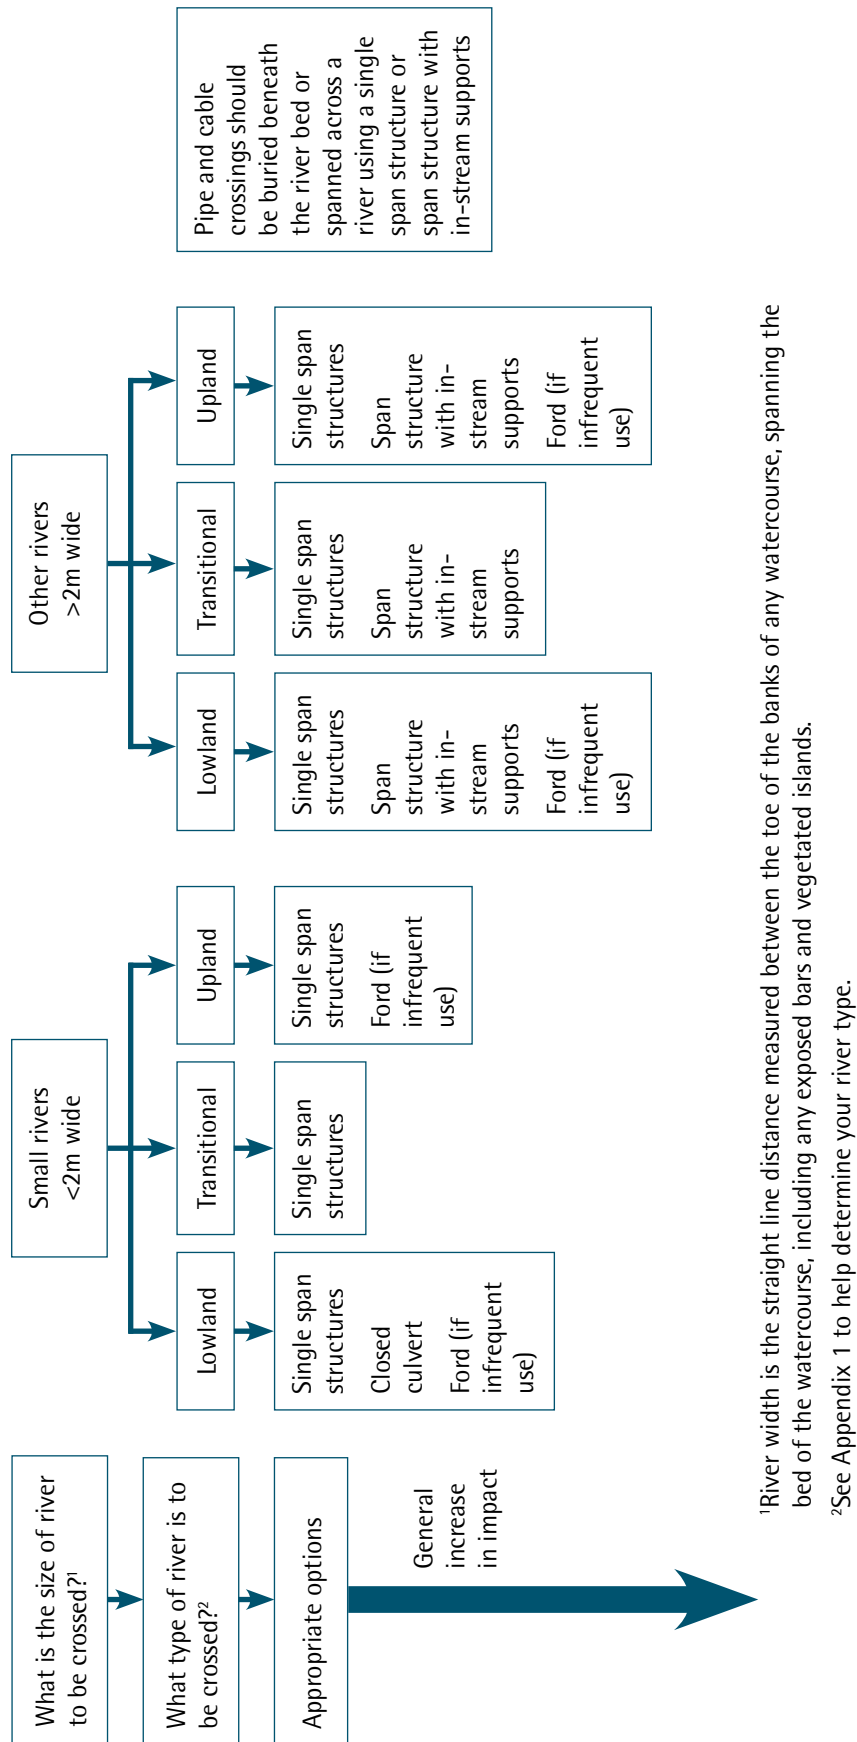 What is the size of river
to be crossed?¹
What type of river is to
be crossed?²
Appropriate options
General
increase
in impact
Small rivers
<2m wide
Lowland
Single span
structures
Closed
culvert
Ford (if
infrequent
use)
Transitional
Single span
structures
Upland
Single span
structures
Ford (if
infrequent
use)
Other rivers
>2m wide
Lowland
Single span
structures
Span
structure
with in-
stream
supports
Ford (if
infrequent
use)
Transitional
Single span
structures
Span
structure
with in-
stream
supports
Upland
Single span
structures
Span
structure
with in-
stream
supports
Ford (if
infrequent
use)
Pipe and cable
crossings should
be buried beneath
the river bed or
spanned across a
river using a single
span structure or
span structure with
in-stream supports
¹River width is the straight line distance measured between the toe of the banks of any watercourse, spanning the
bed of the watercourse, including any exposed bars and vegetated islands.
²See Appendix 1 to help determine your river type.